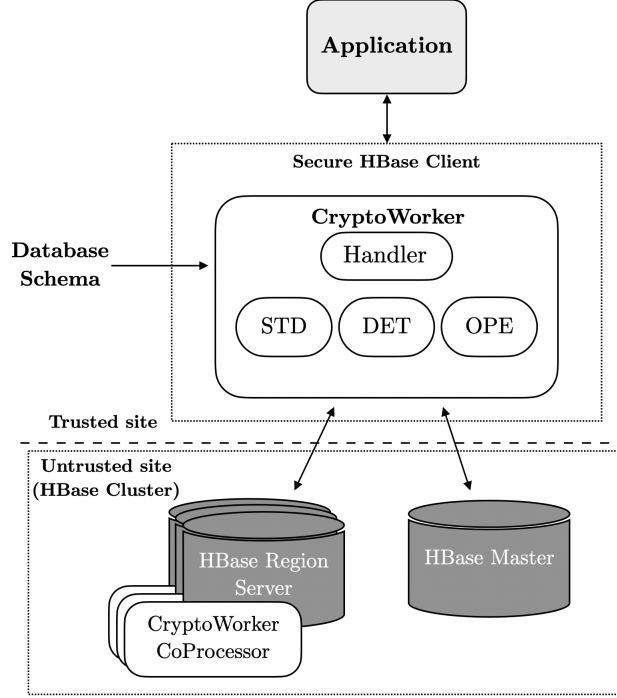 Application
Secure HBase Client
CryptoWorker
Handler
Database
Schema
STD
DET
OPE
Trusted site
Untrusted site
(HBase Cluster)
HBase Region
Server
HBase Master
CryptoWorker
CoProcessor